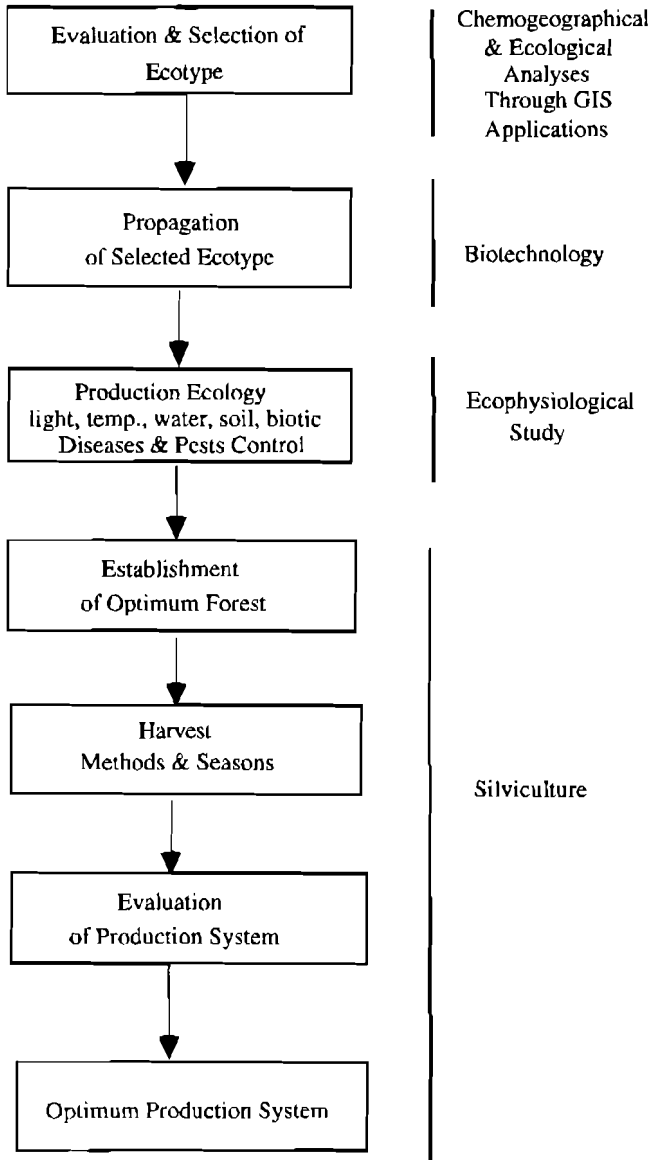 Evaluation & Selection of
Ecotype
Chemogeographical
& Ecological
Analyses
Through GIS
Applications
Propagation
of Selected Ecotype
Biotechnology
Production Ecology
light, temp., water, soil, biotic
Diseases & Pests Control
Ecophysiological
Study
Establishment
of Optimum Forest
Harvest
Methods & Seasons
Silviculture
Evaluation
of Production System
Optimum Production System